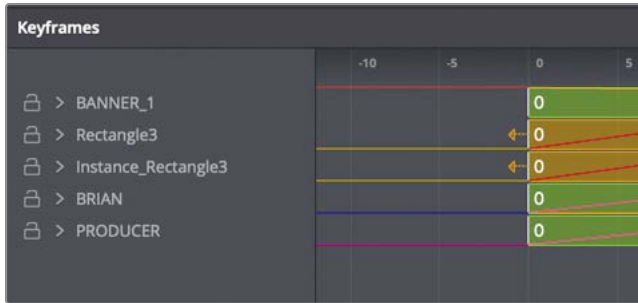 Keyframes
-10 -5 0 5
BANNER_1 0
> Rectangle3 0
> Instance_Rectangle3 0
> BRIAN 0
> PRODUCER 0